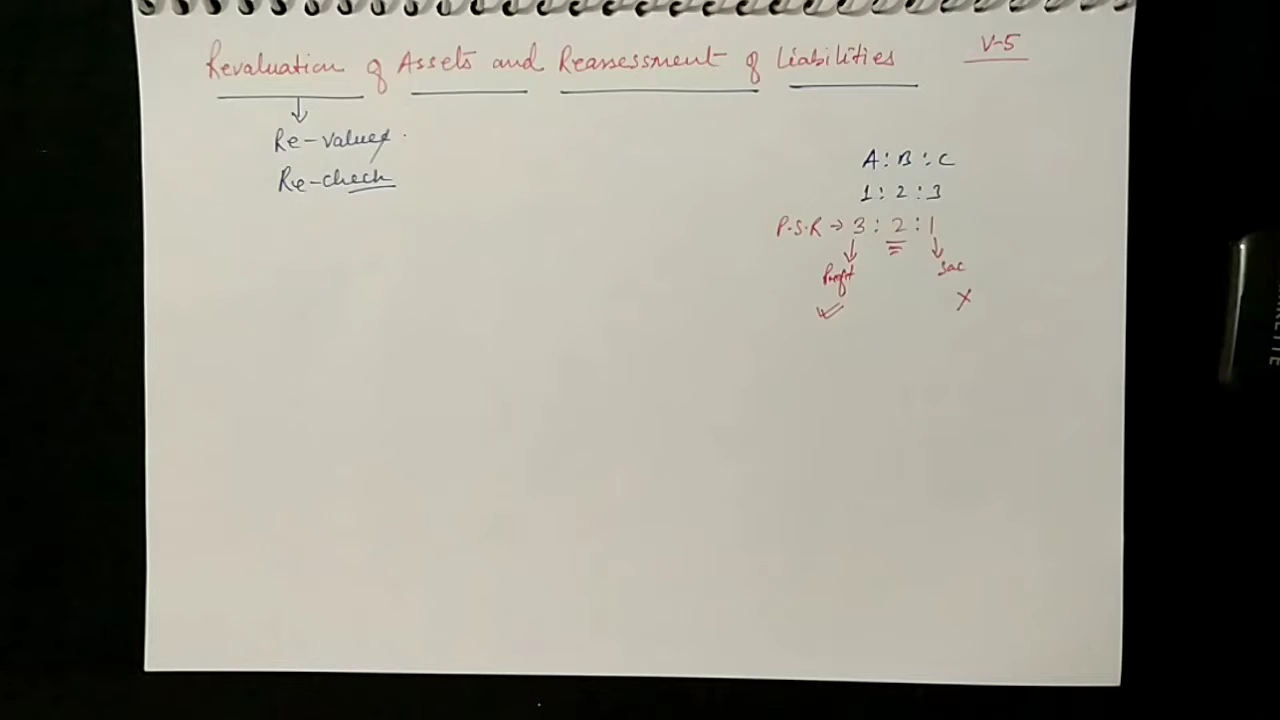 Revaluation of Assets and Reassessment of Liabilities V-5
Re-valued.
Re-check
A : B : C
1 : 2 : 3
P.S.R → 3 : 2 : 1
Profit Sac